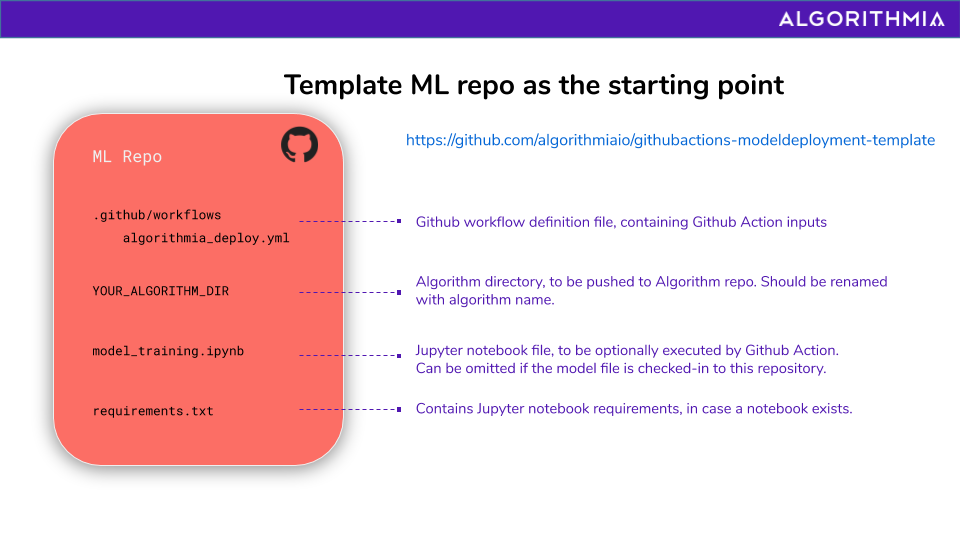 ALGORITHMIA
Template ML repo as the starting point
https://github.com/algorithmiaio/githubactions-modeldeployment-template
ML Repo
.github/workflows
algorithmia_deploy.yml
Github workflow definition file, containing Github Action inputs
YOUR_ALGORITHM_DIR
Algorithm directory, to be pushed to Algorithm repo. Should be renamed
with algorithm name.
model_training.ipynb
Jupyter notebook file, to be optionally executed by Github Action.
Can be omitted if the model file is checked-in to this repository.
requirements.txt
Contains Jupyter notebook requirements, in case a notebook exists.